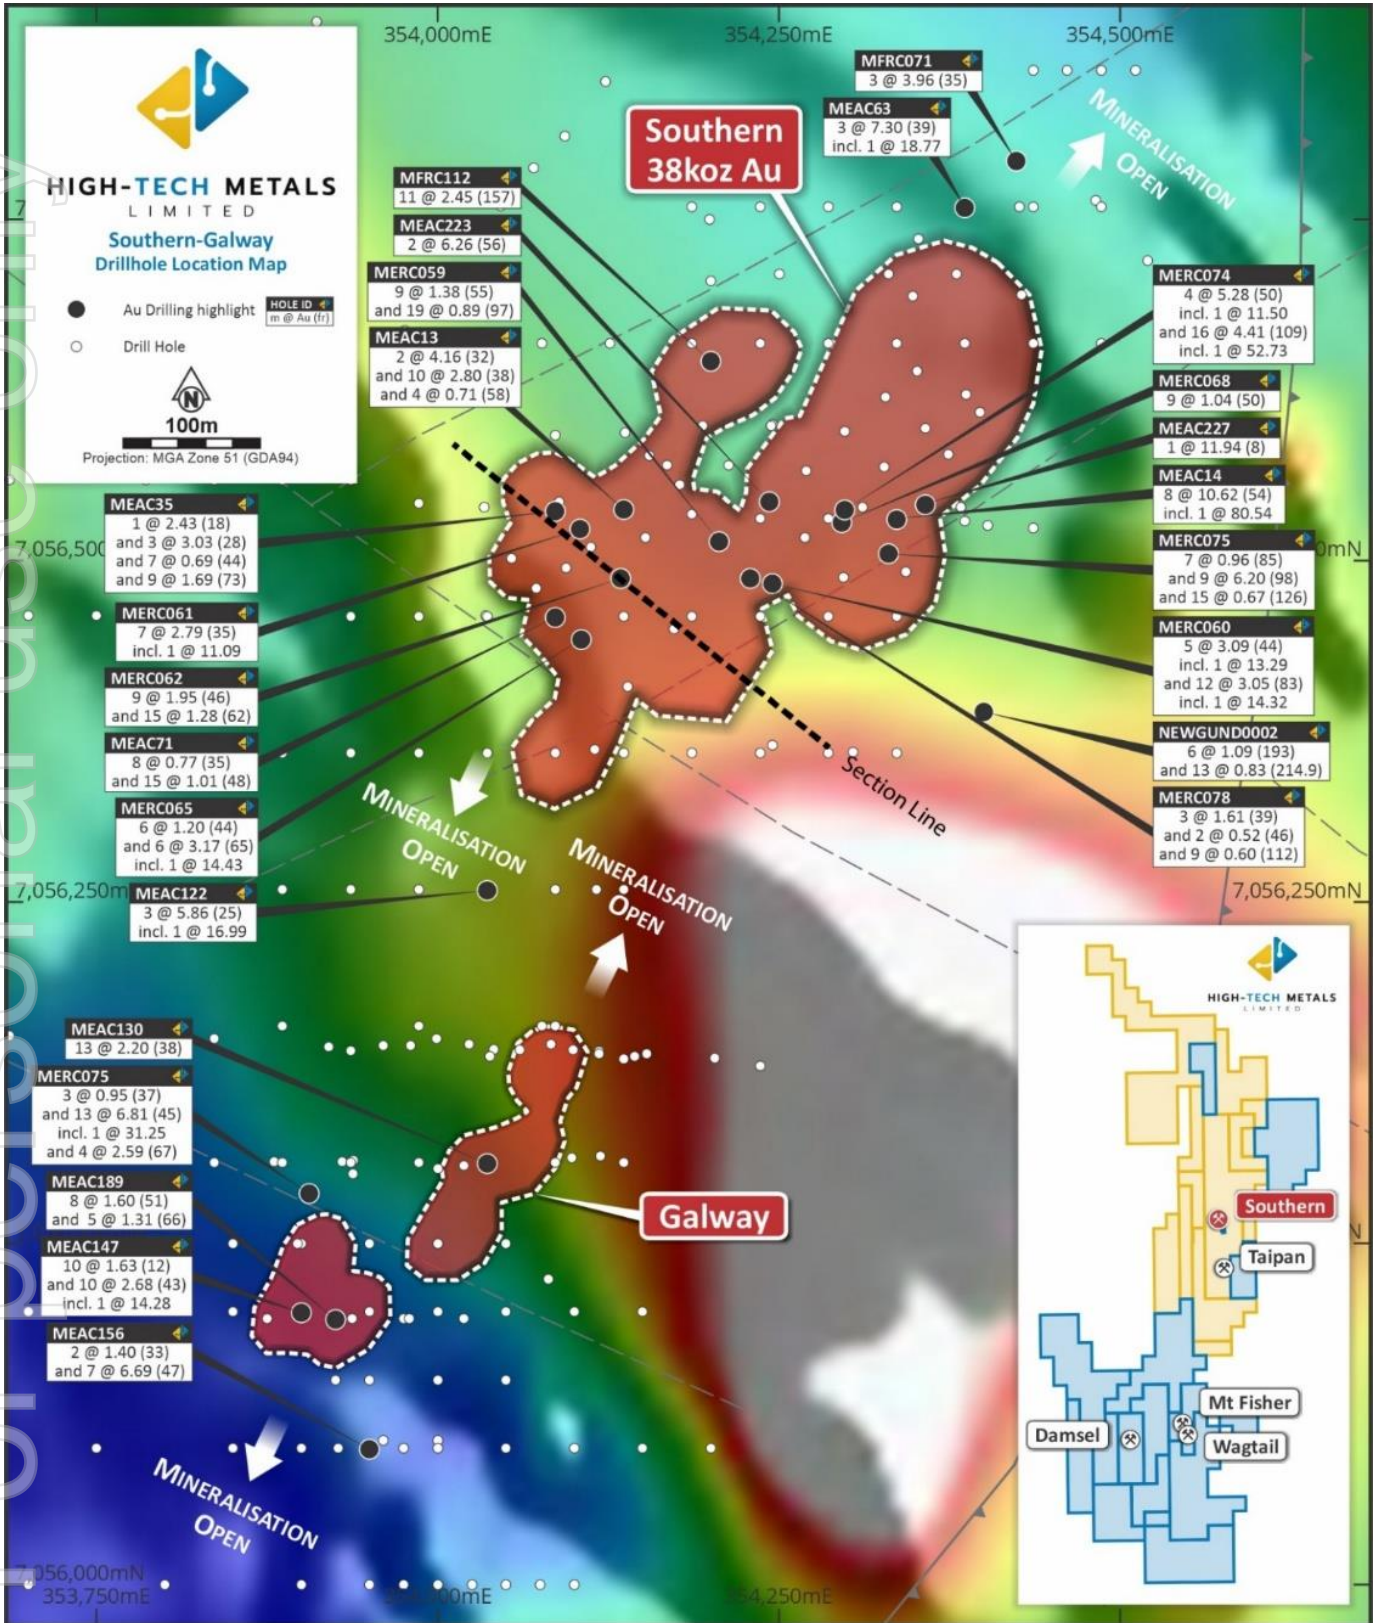 354,000mE
354,250mE
354,500mE
HIGH-TECH METALS
LIMITED
Southern-Galway
Drillhole Location Map
Au Drilling highlight
HOLE ID
m @ Au (fr)
Drill Hole
N
100m
Projection: MGA Zone 51 (GDA94)
MFRC071
3 @ 3.96 (35)
MEAC63
3 @ 7.30 (39)
incl. 1 @ 18.77
MINERALISATION
OPEN
Southern
38koz Au
MFRC112
11 @ 2.45 (157)
MEAC223
2 @ 6.26 (56)
MERC059
9 @ 1.38 (55)
and 19 @ 0.89 (97)
MEAC13
2 @ 4.16 (32)
and 10 @ 2.80 (38)
and 4 @ 0.71 (58)
MERC074
4 @ 5.28 (50)
incl. 1 @ 11.50
and 16 @ 4.41 (109)
incl. 1 @ 52.73
MERC068
9 @ 1.04 (50)
MEAC227
1 @ 11.94 (8)
MEAC14
8 @ 10.62 (54)
incl. 1 @ 80.54
MERC075
7 @ 0.96 (85)
and 9 @ 6.20 (98)
and 15 @ 0.67 (126)
MERC060
5 @ 3.09 (44)
incl. 1 @ 13.29
and 12 @ 3.05 (83)
incl. 1 @ 14.32
NEWGUND0002
6 @ 1.09 (193)
and 13 @ 0.83 (214.9)
MERC078
3 @ 1.61 (39)
and 2 @ 0.52 (46)
and 9 @ 0.60 (112)
MEAC35
1 @ 2.43 (18)
and 3 @ 3.03 (28)
and 7 @ 0.69 (44)
and 9 @ 1.69 (73)
7,056,500
0mN
MERC061
7 @ 2.79 (35)
incl. 1 @ 11.09
MERC062
9 @ 1.95 (46)
and 15 @ 1.28 (62)
MEAC71
8 @ 0.77 (35)
and 15 @ 1.01 (48)
MERC065
6 @ 1.20 (44)
and 6 @ 3.17 (65)
incl. 1 @ 14.43
MEAC122
3 @ 5.86 (25)
incl. 1 @ 16.99
7,056,250m
7,056,250mN
Section Line
MINERALISATION
OPEN
MINERALISATION
OPEN
MEAC130
13 @ 2.20 (38)
MERC075
3 @ 0.95 (37)
and 13 @ 6.81 (45)
incl. 1 @ 31.25
and 4 @ 2.59 (67)
MEAC189
8 @ 1.60 (51)
and 5 @ 1.31 (66)
MEAC147
10 @ 1.63 (12)
and 10 @ 2.68 (43)
incl. 1 @ 14.28
MEAC156
2 @ 1.40 (33)
and 7 @ 6.69 (47)
Galway
MINERALISATION
OPEN
HIGH-TECH METALS
LIMITED
Southern
Taipan
Mt Fisher
Damsel
Wagtail
7,056,000mN
353,750mE
354,000mE
354,250mE